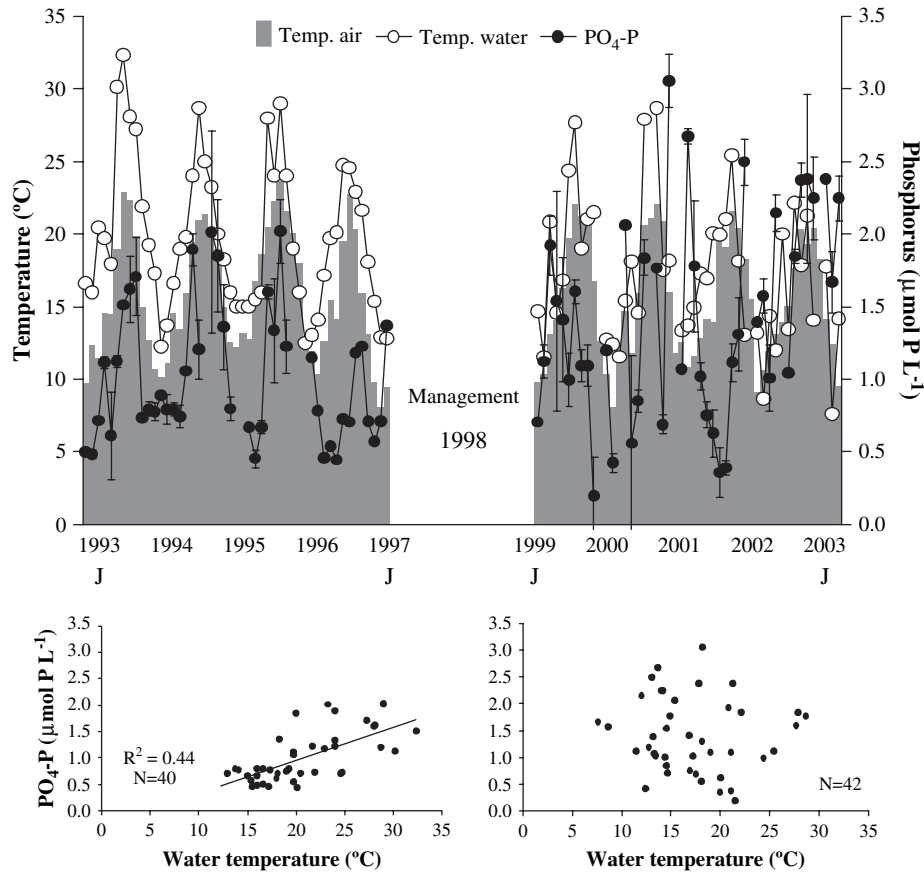 Temp. air Temp. water PO₄-P
35
30
25
20
15
10
5
0
Temperature (ºC)
3.5
3.0
2.5
2.0
1.5
1.0
0.5
0.0
Phosphorus (μmol P L⁻¹)
Management
1998
1993 1994 1995 1996 1997 1999 2000 2001 2002 2003
J J J J
PO₄-P (μmol P L⁻¹)
3.5
3.0
2.5
2.0
1.5
1.0
0.5
0.0
R² = 0.44
N=40
0 5 10 15 20 25 30 35
Water temperature (ºC)
3.5
3.0
2.5
2.0
1.5
1.0
0.5
0.0
N=42
0 5 10 15 20 25 30 35
Water temperature (ºC)